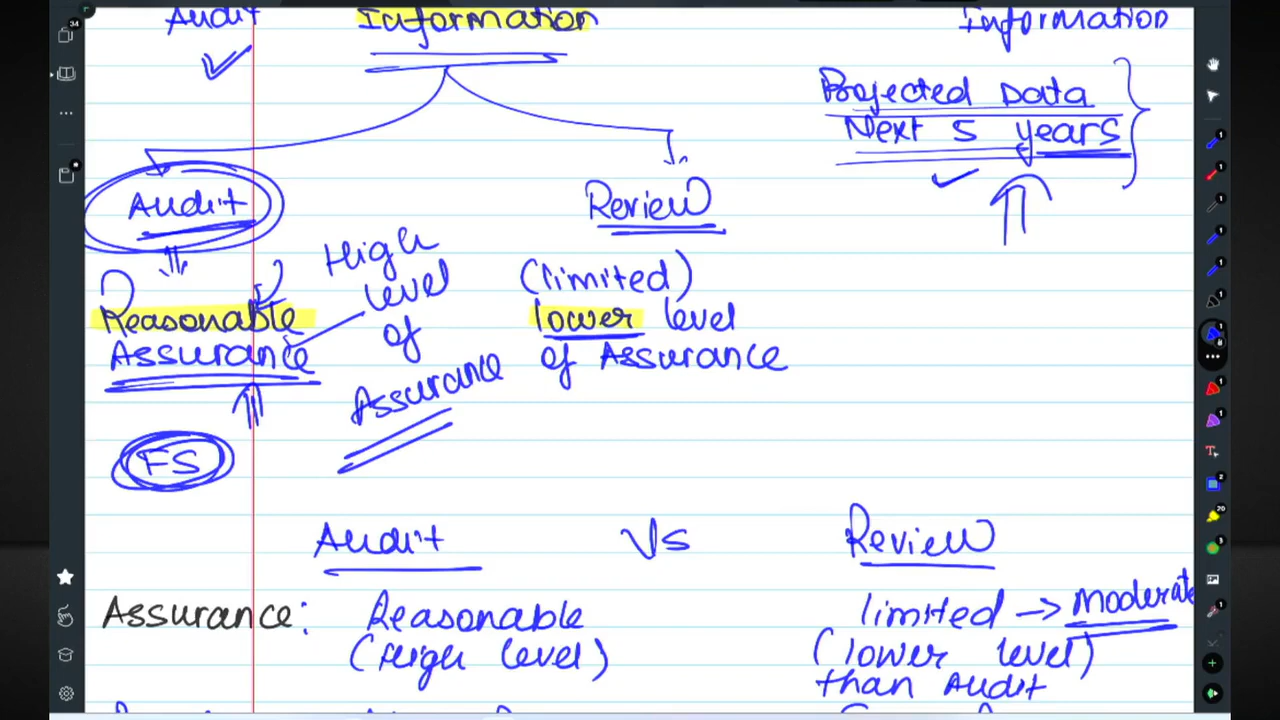 Audit Information Information
Projected Data
Next 5 years
Audit Review
High
level
of
Assurance
Reasonable
Assurance
(limited)
lower level
of Assurance
FS
Audit Vs Review
Assurance: Reasonable limited → Moderate
(High level) (lower level)
than Audit